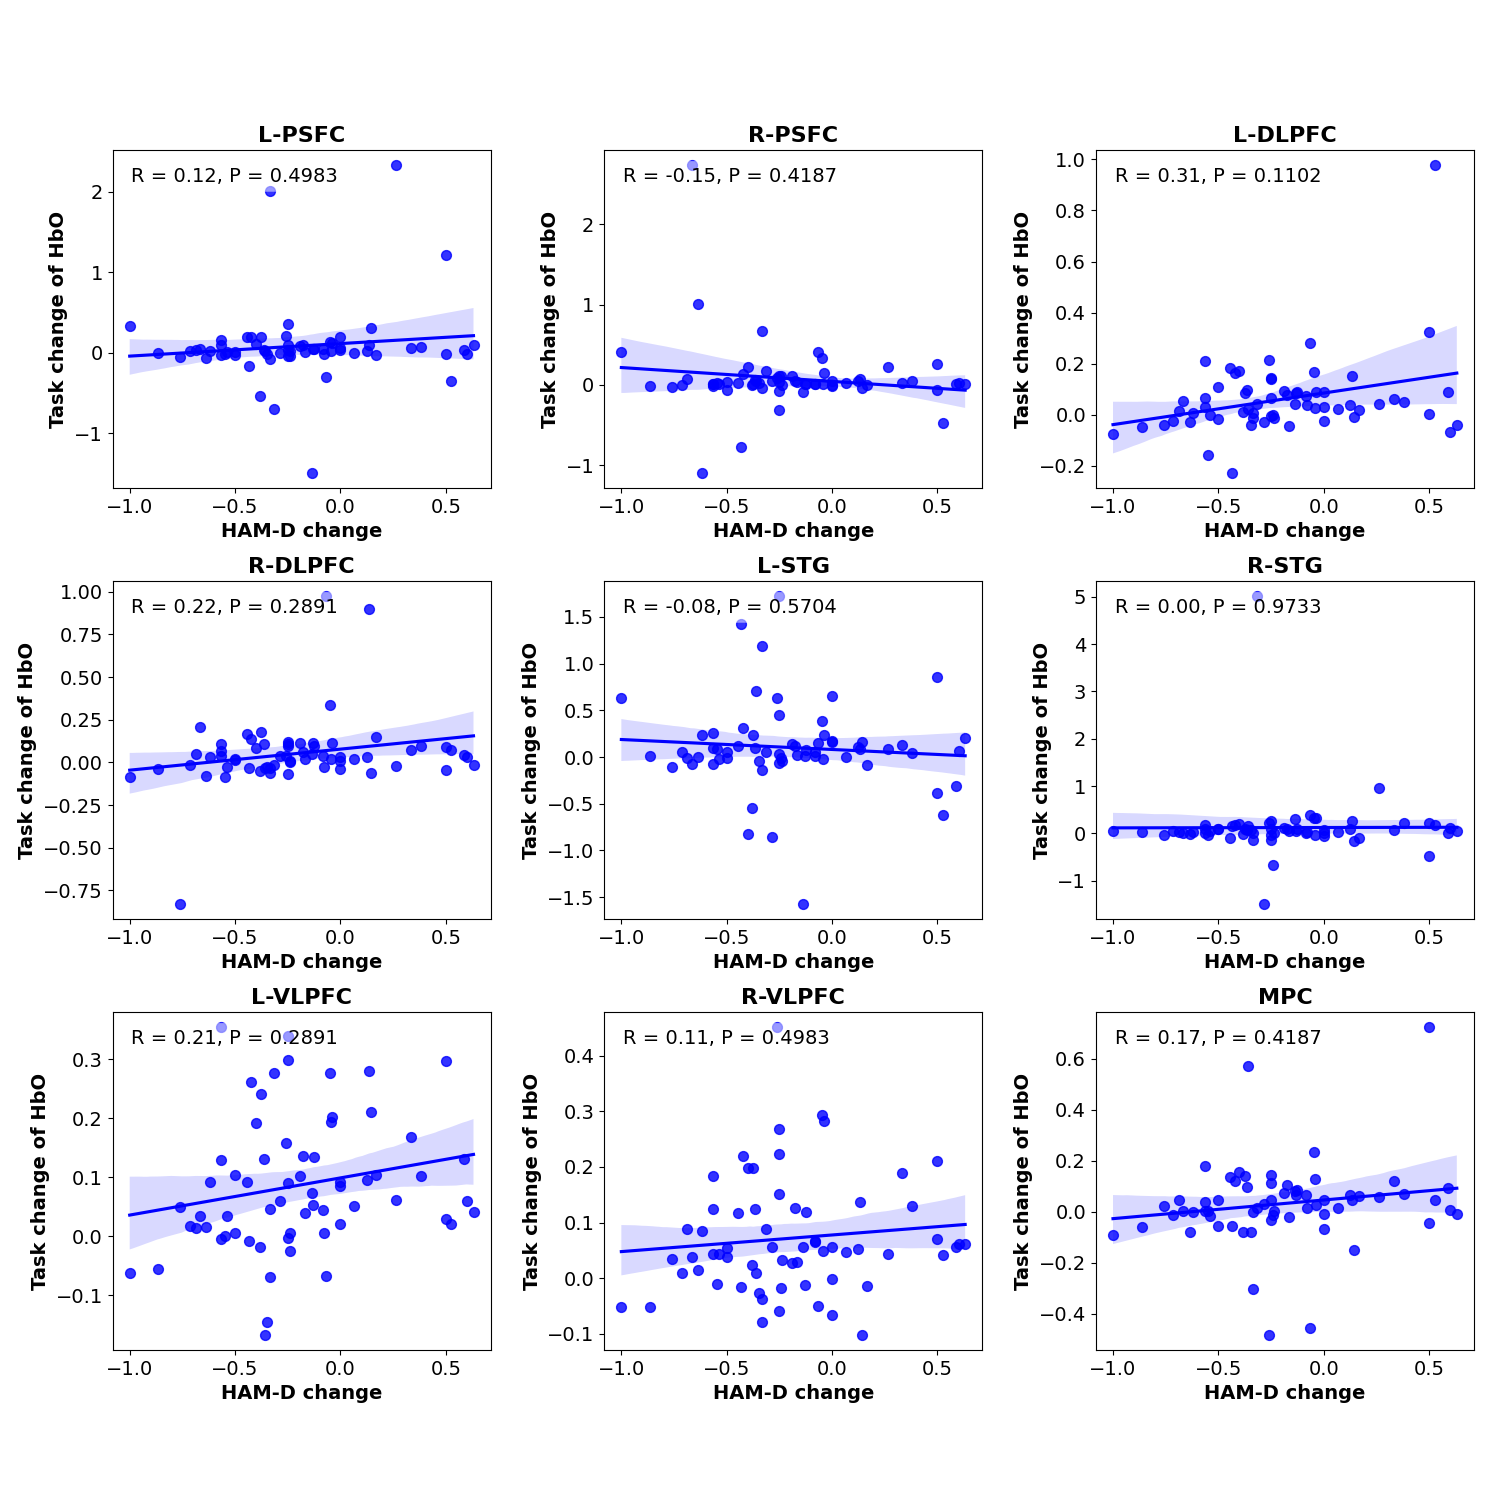 L-PSFC
R = 0.12, P = 0.4983
Task change of HbO
2
1
0
−1
−1.0 −0.5 0.0 0.5
HAM-D change
R-PSFC
R = -0.15, P = 0.4187
Task change of HbO
2
1
0
−1
−1.0 −0.5 0.0 0.5
HAM-D change
L-DLPFC
R = 0.31, P = 0.1102
Task change of HbO
1.0
0.8
0.6
0.4
0.2
0.0
−0.2
−1.0 −0.5 0.0 0.5
HAM-D change
R-DLPFC
R = 0.22, P = 0.2891
Task change of HbO
1.00
0.75
0.50
0.25
0.00
−0.25
−0.50
−0.75
−1.0 −0.5 0.0 0.5
HAM-D change
L-STG
R = -0.08, P = 0.5704
Task change of HbO
1.5
1.0
0.5
0.0
−0.5
−1.0
−1.5
−1.0 −0.5 0.0 0.5
HAM-D change
R-STG
R = 0.00, P = 0.9733
Task change of HbO
5
4
3
2
1
0
−1
−1.0 −0.5 0.0 0.5
HAM-D change
L-VLPFC
R = 0.21, P = 0.2891
Task change of HbO
0.3
0.2
0.1
0.0
−0.1
−1.0 −0.5 0.0 0.5
HAM-D change
R-VLPFC
R = 0.11, P = 0.4983
Task change of HbO
0.4
0.3
0.2
0.1
0.0
−0.1
−1.0 −0.5 0.0 0.5
HAM-D change
MPC
R = 0.17, P = 0.4187
Task change of HbO
0.6
0.4
0.2
0.0
−0.2
−0.4
−1.0 −0.5 0.0 0.5
HAM-D change